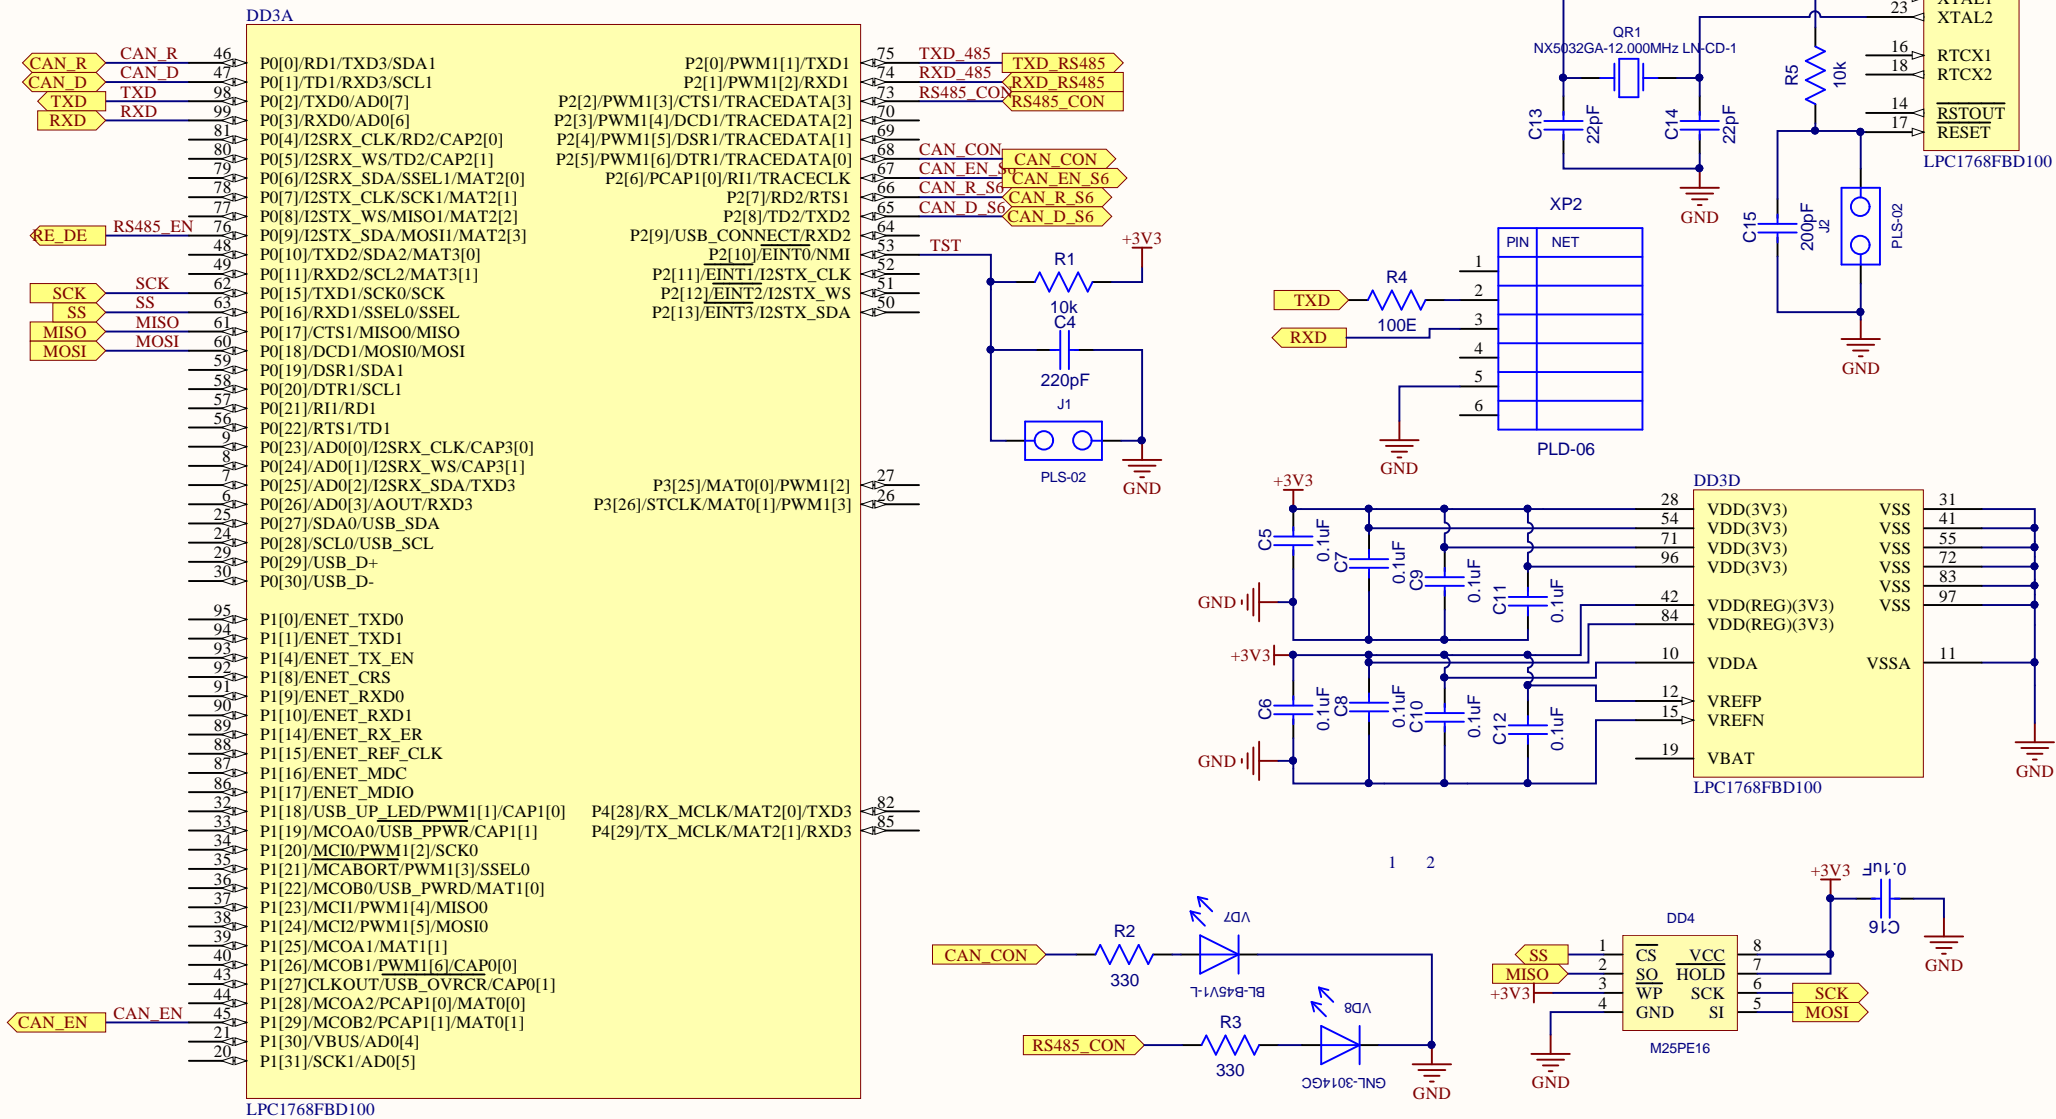 DD3A
CAN_R CAN_R 46 P0[0]/RD1/TXD3/SDA1
CAN_D CAN_D 47 P0[1]/TD1/RXD3/SCL1
TXD TXD 98 P0[2]/TXD0/AD0[7]
RXD RXD 99 P0[3]/RXD0/AD0[6]
81 P0[4]/I2SRX_CLK/RD2/CAP2[0]
80 P0[5]/I2SRX_WS/TD2/CAP2[1]
79 P0[6]/I2SRX_SDA/SSEL1/MAT2[0]
78 P0[7]/I2STX_CLK/SCK1/MAT2[1]
77 P0[8]/I2STX_WS/MISO1/MAT2[2]
RE_DE RS485_EN 76 P0[9]/I2STX_SDA/MOSI1/MAT2[3]
48 P0[10]/TXD2/SDA2/MAT3[0]
49 P0[11]/RXD2/SCL2/MAT3[1]
SCK SCK 62 P0[15]/TXD1/SCK0/SCK
SS SS 63 P0[16]/RXD1/SSEL0/SSEL
MISO MISO 61 P0[17]/CTS1/MISO0/MISO
MOSI MOSI 60 P0[18]/DCD1/MOSI0/MOSI
59 P0[19]/DSR1/SDA1
58 P0[20]/DTR1/SCL1
57 P0[21]/RI1/RD1
56 P0[22]/RTS1/TD1
9 P0[23]/AD0[0]/I2SRX_CLK/CAP3[0]
8 P0[24]/AD0[1]/I2SRX_WS/CAP3[1]
7 P0[25]/AD0[2]/I2SRX_SDA/TXD3
6 P0[26]/AD0[3]/AOUT/RXD3
25 P0[27]/SDA0/USB_SDA
24 P0[28]/SCL0/USB_SCL
29 P0[29]/USB_D+
30 P0[30]/USB_D-
95 P1[0]/ENET_TXD0
94 P1[1]/ENET_TXD1
93 P1[4]/ENET_TX_EN
92 P1[8]/ENET_CRS
91 P1[9]/ENET_RXD0
90 P1[10]/ENET_RXD1
89 P1[14]/ENET_RX_ER
88 P1[15]/ENET_REF_CLK
87 P1[16]/ENET_MDC
86 P1[17]/ENET_MDIO
32 P1[18]/USB_UP_LED/PWM1[1]/CAP1[0]
33 P1[19]/MCOA0/USB_PPWR/CAP1[1]
34 P1[20]/MCI0/PWM1[2]/SCK0
35 P1[21]/MCABORT/PWM1[3]/SSEL0
36 P1[22]/MCOB0/USB_PWRD/MAT1[0]
37 P1[23]/MCI1/PWM1[4]/MISO0
38 P1[24]/MCI2/PWM1[5]/MOSI0
39 P1[25]/MCOA1/MAT1[1]
40 P1[26]/MCOB1/PWM1[6]/CAP0[0]
43 P1[27]CLKOUT/USB_OVRCR/CAP0[1]
44 P1[28]/MCOA2/PCAP1[0]/MAT0[0]
CAN_EN CAN_EN 45 P1[29]/MCOB2/PCAP1[1]/MAT0[1]
21 P1[30]/VBUS/AD0[4]
20 P1[31]/SCK1/AD0[5]
LPC1768FBD100
P2[0]/PWM1[1]/TXD1 75 TXD_485 TXD_RS485
P2[1]/PWM1[2]/RXD1 74 RXD_485 RXD_RS485
P2[2]/PWM1[3]/CTS1/TRACEDATA[3] 73 RS485_CON RS485_CON
P2[3]/PWM1[4]/DCD1/TRACEDATA[2] 70
P2[4]/PWM1[5]/DSR1/TRACEDATA[1] 69
P2[5]/PWM1[6]/DTR1/TRACEDATA[0] 68 CAN_CON CAN_CON
P2[6]/PCAP1[0]/RI1/TRACECLK 67 CAN_EN_S6 CAN_EN_S6
P2[7]/RD2/RTS1 66 CAN_R_S6 CAN_R_S6
P2[8]/TD2/TXD2 65 CAN_D_S6 CAN_D_S6
P2[9]/USB_CONNECT/RXD2 64
P2[10]/EINT0/NMI 53 TST
P2[11]/EINT1/I2STX_CLK 52
P2[12]/EINT2/I2STX_WS 51
P2[13]/EINT3/I2STX_SDA 50
P3[25]/MAT0[0]/PWM1[2] 27
P3[26]/STCLK/MAT0[1]/PWM1[3] 26
P4[28]/RX_MCLK/MAT2[0]/TXD3 82
P4[29]/TX_MCLK/MAT2[1]/RXD3 85
+3V3
R1
10k
C4
220pF
J1
PLS-02
GND
QR1
NX5032GA-12.000MHz LN-CD-1
C13 22pF
C14 22pF
GND
R5 10k
XTAL1
23 XTAL2
16 RTCX1
18 RTCX2
14 RSTOUT
17 RESET
LPC1768FBD100
C15 200pF
J2 PLS-02
GND
XP2
PIN NET
1
2
3
4
5
6
TXD R4
100E
RXD
GND
PLD-06
+3V3
C5 0.1uF
C7 0.1uF
C9 0.1uF
C11 0.1uF
GND
+3V3
C6 0.1uF
C8 0.1uF
C10 0.1uF
C12 0.1uF
GND
DD3D
28 VDD(3V3) VSS 31
54 VDD(3V3) VSS 41
71 VDD(3V3) VSS 55
96 VDD(3V3) VSS 72
VSS 83
42 VDD(REG)(3V3) VSS 97
84 VDD(REG)(3V3)
10 VDDA VSSA 11
12 VREFP
15 VREFN
19 VBAT
LPC1768FBD100
GND
1 2
CAN_CON R2
330
VD7
BL-B45V1-L
RS485_CON R3
330
VD8
GNL-3014GC
GND
+3V3
0.1uF
C16
GND
DD4
SS 1 CS VCC 8
MISO 2 SO HOLD 7
+3V3 3 WP SCK 6 SCK
4 GND SI 5 MOSI
M25PE16
GND